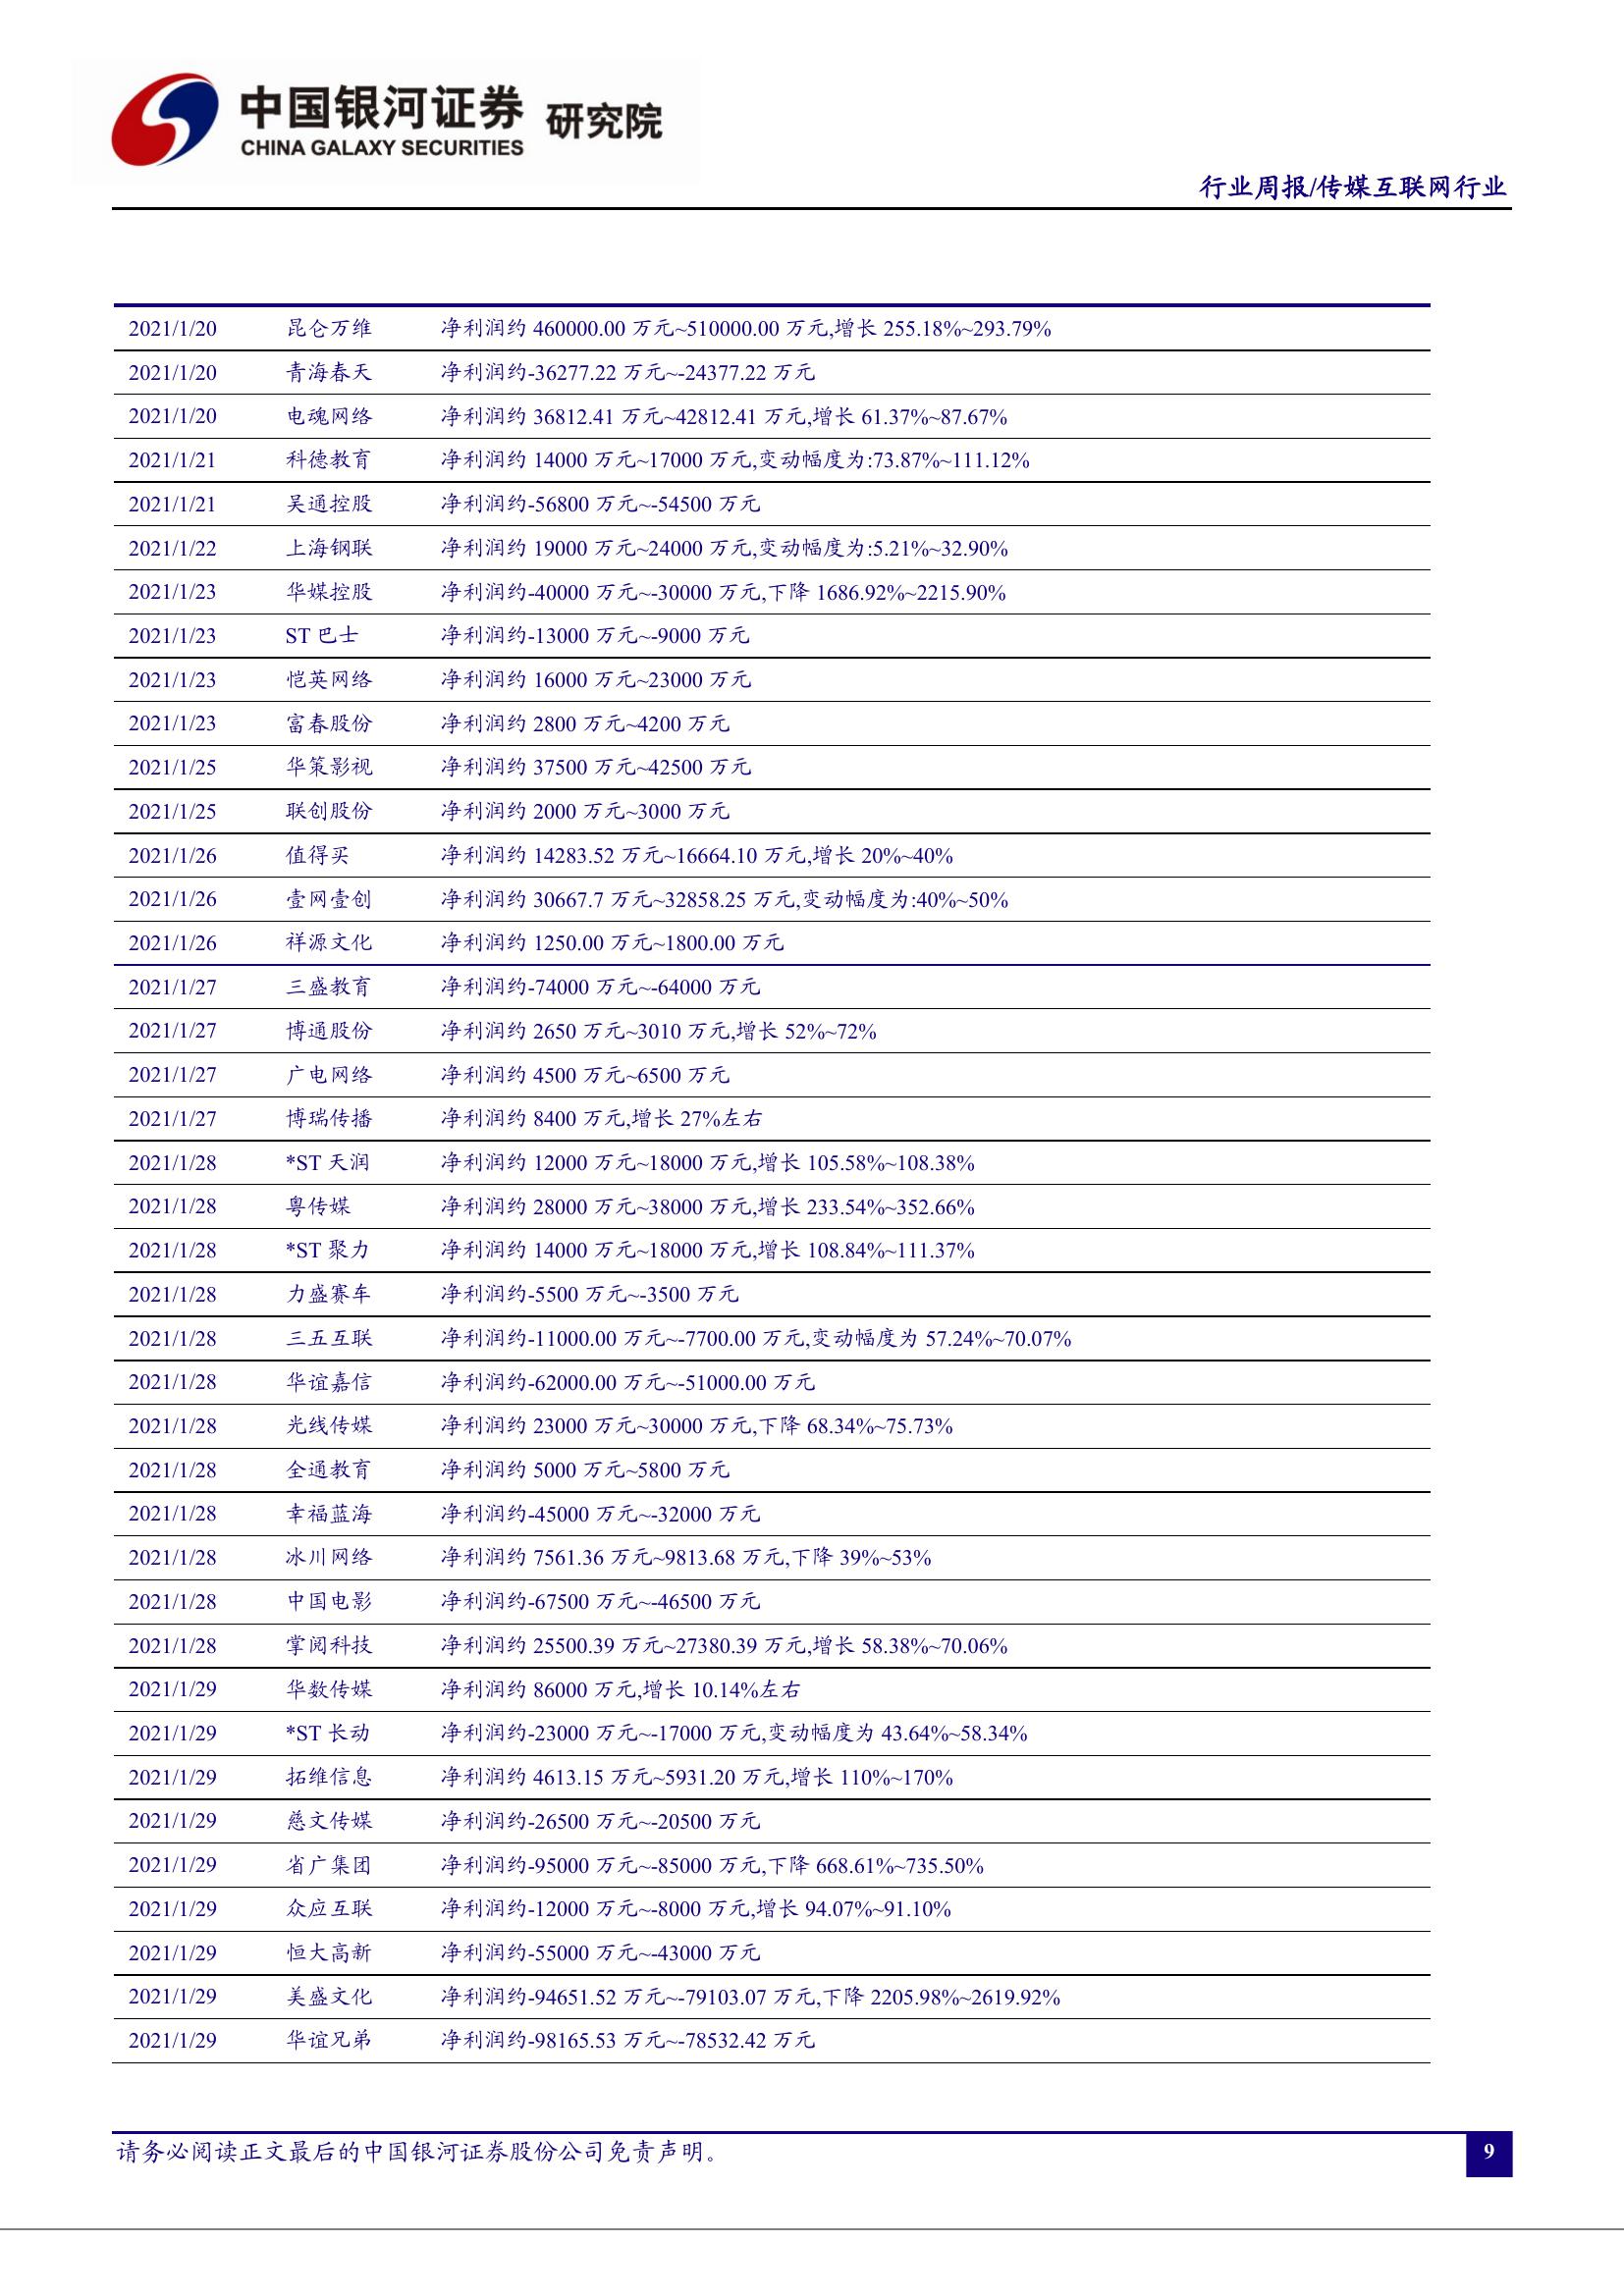 中国银河证券 研究院
CHINA GALAXY SECURITIES
行业周报/传媒互联网行业
2021/1/20 昆仑万维 净利润约 460000.00 万元~510000.00 万元,增长 255.18%~293.79%
2021/1/20 青海春天 净利润约-36277.22 万元~-24377.22 万元
2021/1/20 电魂网络 净利润约 36812.41 万元~42812.41 万元,增长 61.37%~87.67%
2021/1/21 科德教育 净利润约 14000 万元~17000 万元,变动幅度为:73.87%~111.12%
2021/1/21 吴通控股 净利润约-56800 万元~-54500 万元
2021/1/22 上海钢联 净利润约 19000 万元~24000 万元,变动幅度为:5.21%~32.90%
2021/1/23 华媒控股 净利润约-40000 万元~-30000 万元,下降 1686.92%~2215.90%
2021/1/23 ST 巴士 净利润约-13000 万元~-9000 万元
2021/1/23 恺英网络 净利润约 16000 万元~23000 万元
2021/1/23 富春股份 净利润约 2800 万元~4200 万元
2021/1/25 华策影视 净利润约 37500 万元~42500 万元
2021/1/25 联创股份 净利润约 2000 万元~3000 万元
2021/1/26 值得买 净利润约 14283.52 万元~16664.10 万元,增长 20%~40%
2021/1/26 壹网壹创 净利润约 30667.7 万元~32858.25 万元,变动幅度为:40%~50%
2021/1/26 祥源文化 净利润约 1250.00 万元~1800.00 万元
2021/1/27 三盛教育 净利润约-74000 万元~-64000 万元
2021/1/27 博通股份 净利润约 2650 万元~3010 万元,增长 52%~72%
2021/1/27 广电网络 净利润约 4500 万元~6500 万元
2021/1/27 博瑞传播 净利润约 8400 万元,增长 27%左右
2021/1/28 *ST 天润 净利润约 12000 万元~18000 万元,增长 105.58%~108.38%
2021/1/28 粤传媒 净利润约 28000 万元~38000 万元,增长 233.54%~352.66%
2021/1/28 *ST 聚力 净利润约 14000 万元~18000 万元,增长 108.84%~111.37%
2021/1/28 力盛赛车 净利润约-5500 万元~-3500 万元
2021/1/28 三五互联 净利润约-11000.00 万元~-7700.00 万元,变动幅度为 57.24%~70.07%
2021/1/28 华谊嘉信 净利润约-62000.00 万元~-51000.00 万元
2021/1/28 光线传媒 净利润约 23000 万元~30000 万元,下降 68.34%~75.73%
2021/1/28 全通教育 净利润约 5000 万元~5800 万元
2021/1/28 幸福蓝海 净利润约-45000 万元~-32000 万元
2021/1/28 冰川网络 净利润约 7561.36 万元~9813.68 万元,下降 39%~53%
2021/1/28 中国电影 净利润约-67500 万元~-46500 万元
2021/1/28 掌阅科技 净利润约 25500.39 万元~27380.39 万元,增长 58.38%~70.06%
2021/1/29 华数传媒 净利润约 86000 万元,增长 10.14%左右
2021/1/29 *ST 长动 净利润约-23000 万元~-17000 万元,变动幅度为 43.64%~58.34%
2021/1/29 拓维信息 净利润约 4613.15 万元~5931.20 万元,增长 110%~170%
2021/1/29 慈文传媒 净利润约-26500 万元~-20500 万元
2021/1/29 省广集团 净利润约-95000 万元~-85000 万元,下降 668.61%~735.50%
2021/1/29 众应互联 净利润约-12000 万元~-8000 万元,增长 94.07%~91.10%
2021/1/29 恒大高新 净利润约-55000 万元~-43000 万元
2021/1/29 美盛文化 净利润约-94651.52 万元~-79103.07 万元,下降 2205.98%~2619.92%
2021/1/29 华谊兄弟 净利润约-98165.53 万元~-78532.42 万元
请务必阅读正文最后的中国银河证券股份公司免责声明。
9